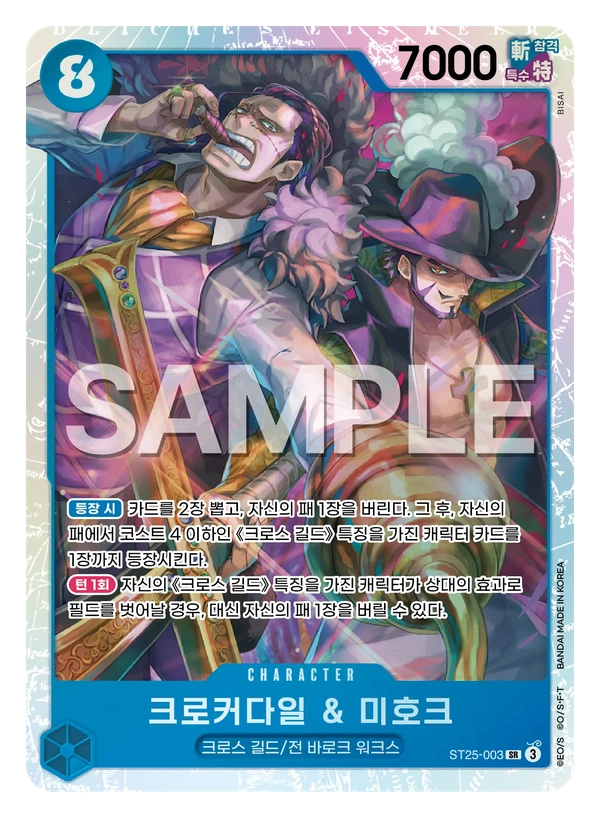 8
7000
斬 참격
특수 特
BISAI
SAMPLE
등장 시 카드를 2장 뽑고, 자신의 패 1장을 버린다. 그 후, 자신의
패에서 코스트 4 이하인 《크로스 길드》 특징을 가진 캐릭터 카드를
1장까지 등장시킨다.
턴 1회 자신의 《크로스 길드》 특징을 가진 캐릭터가 상대의 효과로
필드를 벗어날 경우, 대신 자신의 패 1장을 버릴 수 있다.
CHARACTER
크로커다일 & 미호크
크로스 길드/전 바로크 워크스
ST25-003 SR 3
©EO/S ©O/S·F·T BANDAI MADE IN KOREA